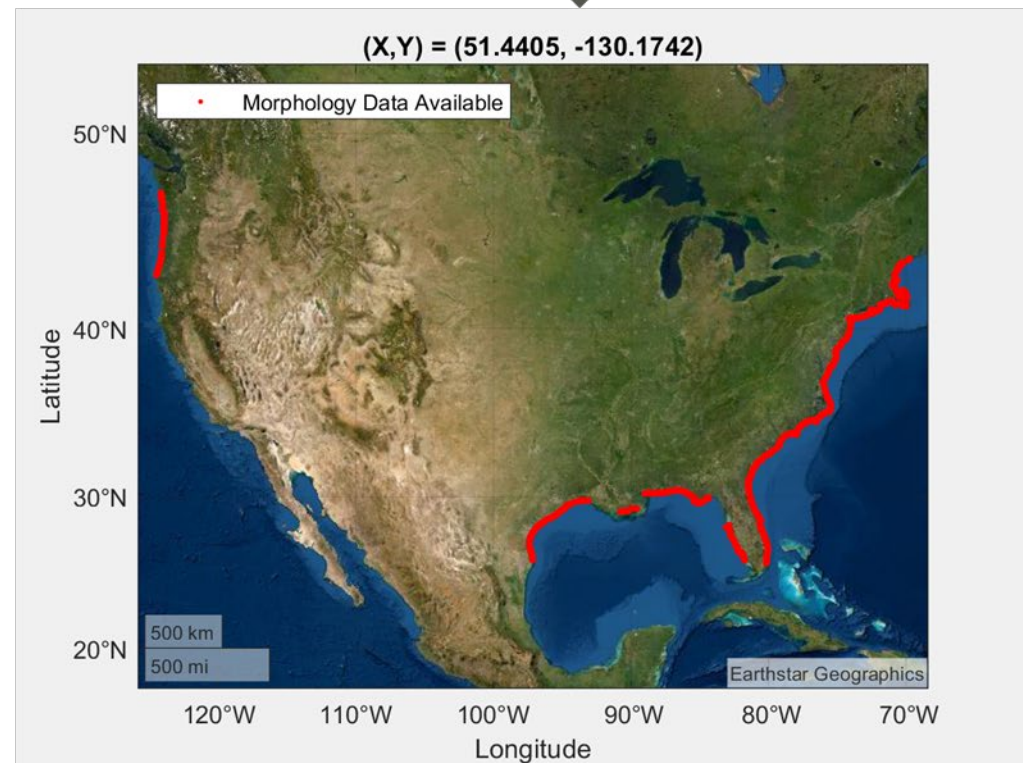 (X,Y) = (51.4405, -130.1742)
Morphology Data Available
50°N
40°N
30°N
20°N
Latitude
500 km
500 mi
Earthstar Geographics
120°W 110°W 100°W 90°W 80°W 70°W
Longitude